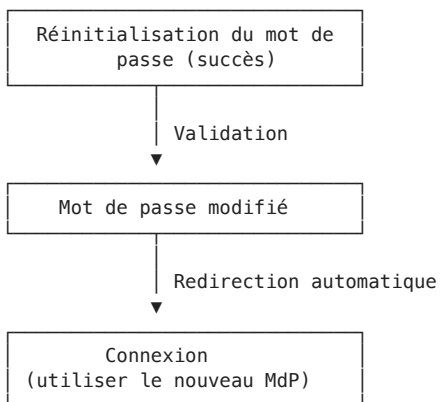 Réinitialisation du mot de
passe (succès)
Validation
Mot de passe modifié
Redirection automatique
Connexion
(utiliser le nouveau MdP)